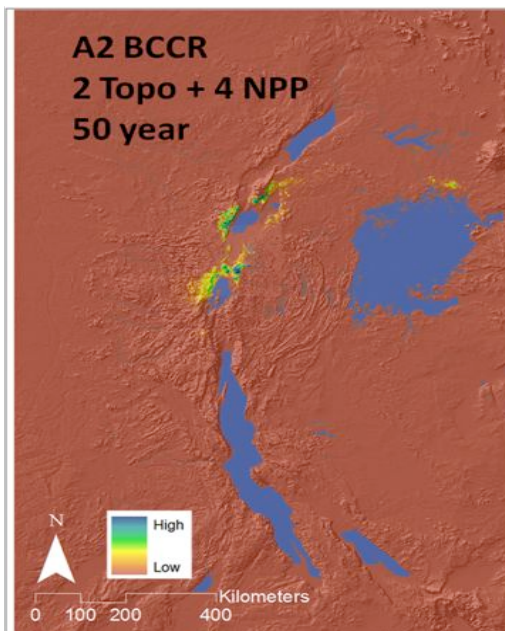 A2 BCCR
2 Topo + 4 NPP
50 year
N
High
Low
Kilometers
0 100 200 400